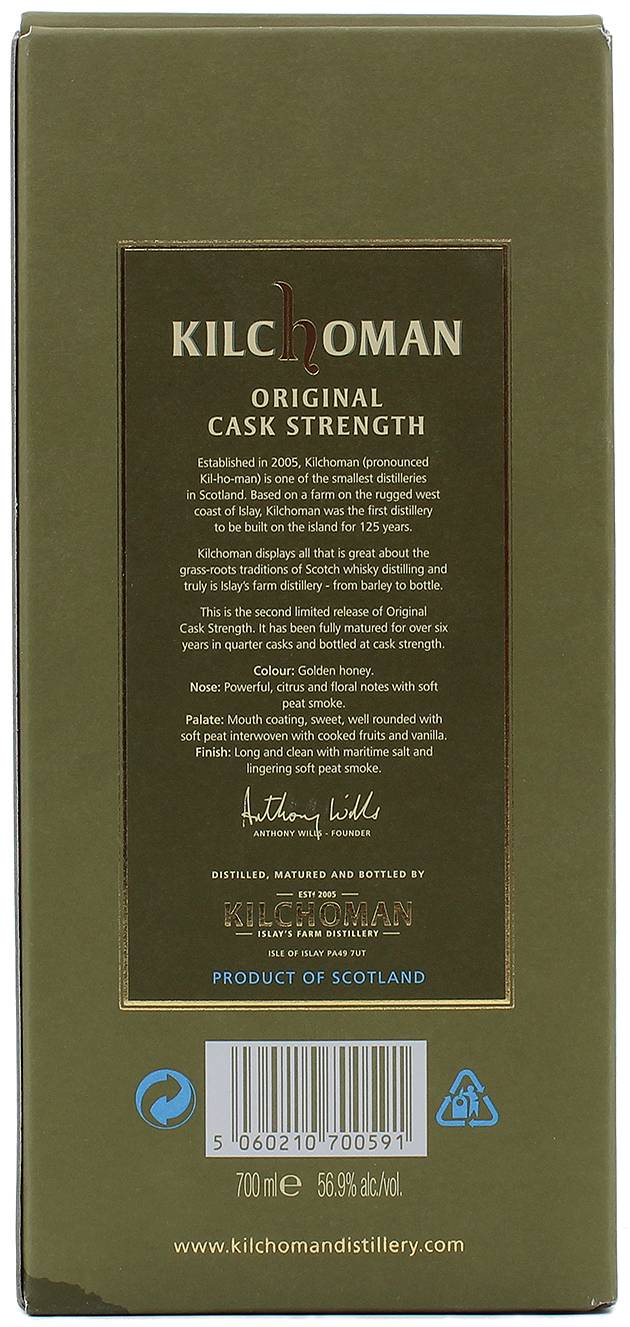 KILChOMAN
ORIGINAL
CASK STRENGTH
Established in 2005, Kilchoman (pronounced
Kil-ho-man) is one of the smallest distilleries
in Scotland. Based on a farm on the rugged west
coast of Islay, Kilchoman was the first distillery
to be built on the island for 125 years.
Kilchoman displays all that is great about the
grass-roots traditions of Scotch whisky distilling and
truly is Islay's farm distillery - from barley to bottle.
This is the second limited release of Original
Cask Strength. It has been fully matured for over six
years in quarter casks and bottled at cask strength.
Colour: Golden honey.
Nose: Powerful, citrus and floral notes with soft
peat smoke.
Palate: Mouth coating, sweet, well rounded with
soft peat interwoven with cooked fruits and vanilla.
Finish: Long and clean with maritime salt and
lingering soft peat smoke.
Anthony Wills
ANTHONY WILLS - FOUNDER
DISTILLED, MATURED AND BOTTLED BY
ESTd 2005
KILCHOMAN
ISLAY'S FARM DISTILLERY
ISLE OF ISLAY PA49 7UT
PRODUCT OF SCOTLAND
5 060210 700591
700 ml e 56.9% alc./vol.
www.kilchomandistillery.com